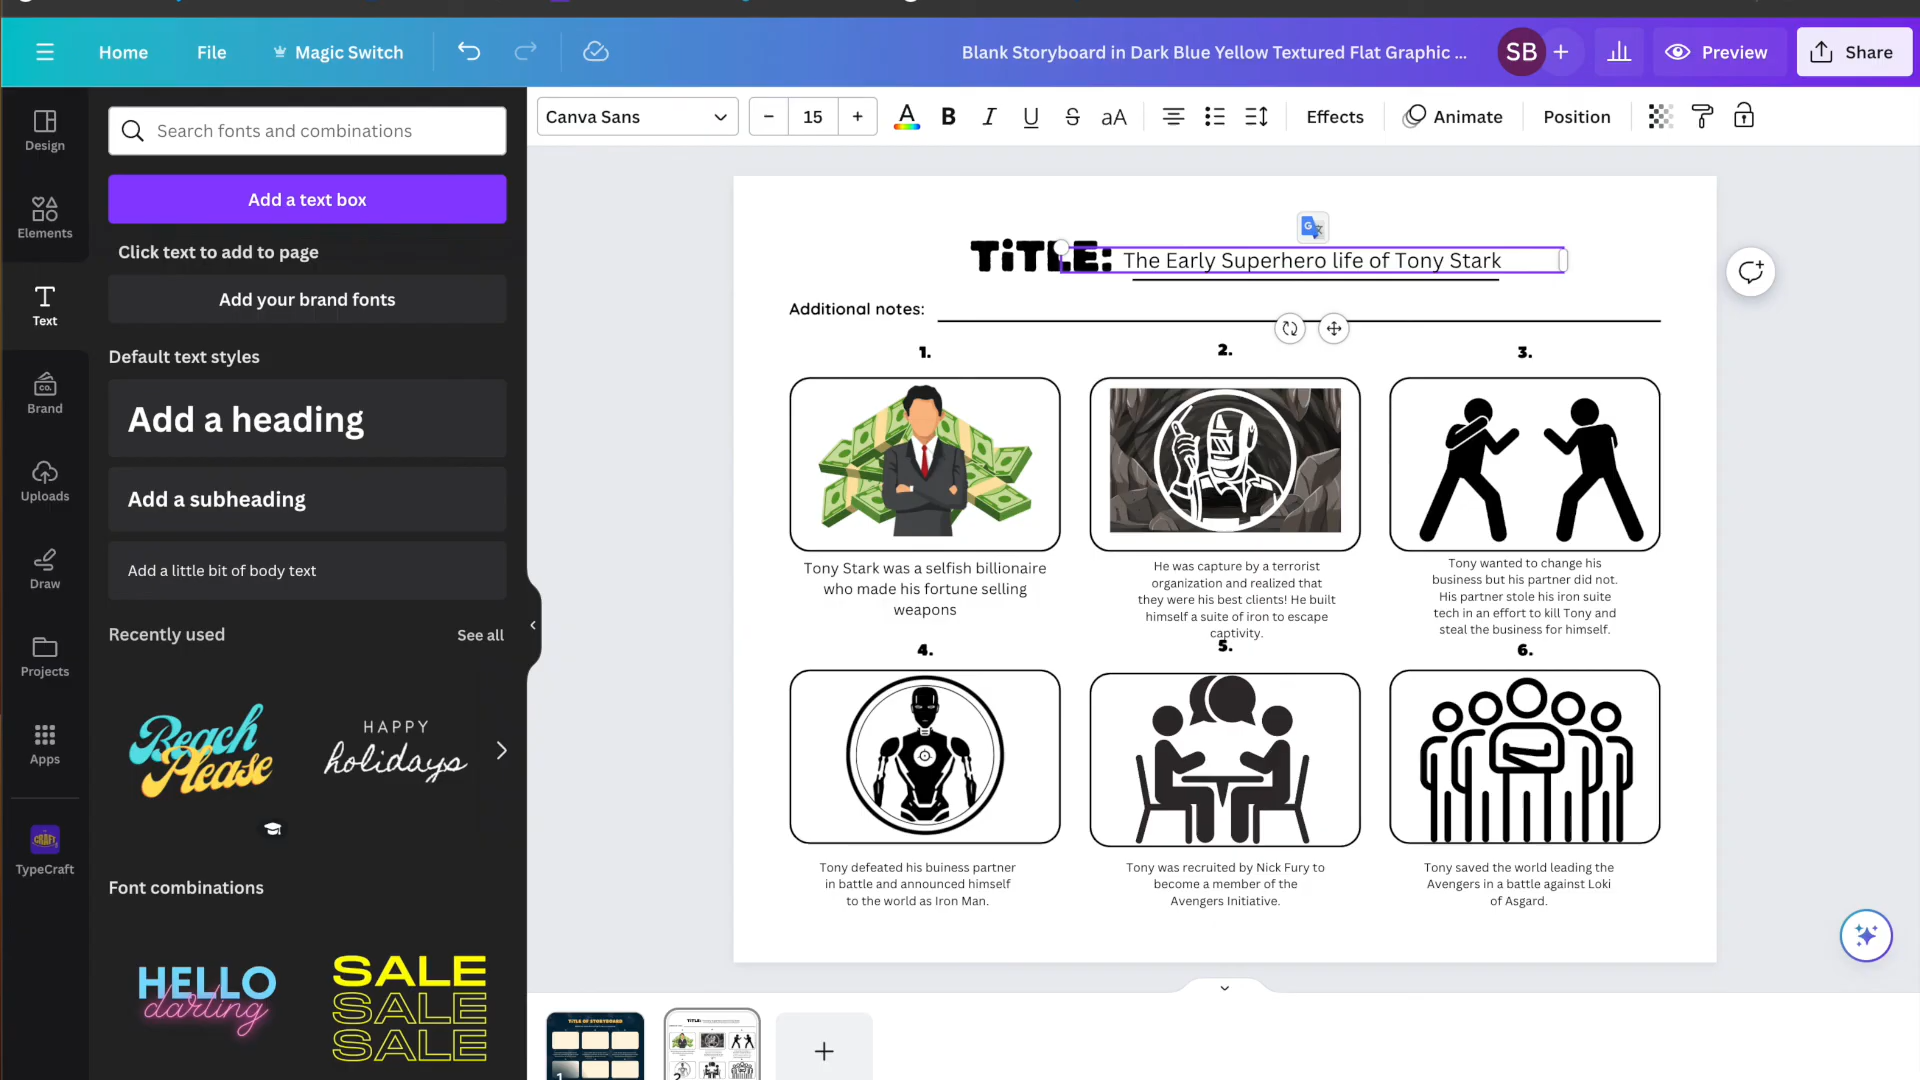 Home File Magic Switch Blank Storyboard in Dark Blue Yellow Textured Flat Graphic ... SB Preview Share
Canva Sans 15 A B I U S aA Effects Animate Position
Design
Elements
Text
Brand
CO.
Uploads
Draw
Projects
Apps
CRAFT
TypeCraft
Search fonts and combinations
Add a text box
Click text to add to page
Add your brand fonts
Default text styles
Add a heading
Add a subheading
Add a little bit of body text
Recently used See all
Beach
Please
HAPPY
holidays
Font combinations
HELLO
darling
SALE
SALE
SALE
TiTLE: The Early Superhero life of Tony Stark
Additional notes:
1.
Tony Stark was a selfish billionaire
who made his fortune selling
weapons
2.
He was capture by a terrorist
organization and realized that
they were his best clients! He built
himself a suite of iron to escape
captivity.
3.
Tony wanted to change his
business but his partner did not.
His partner stole his iron suite
tech in an effort to kill Tony and
steal the business for himself.
4.
Tony defeated his buiness partner
in battle and announced himself
to the world as Iron Man.
5.
Tony was recruited by Nick Fury to
become a member of the
Avengers Initiative.
6.
Tony saved the world leading the
Avengers in a battle against Loki
of Asgard.
TITLE OF STORYBOARD
1
TiTLE:
2